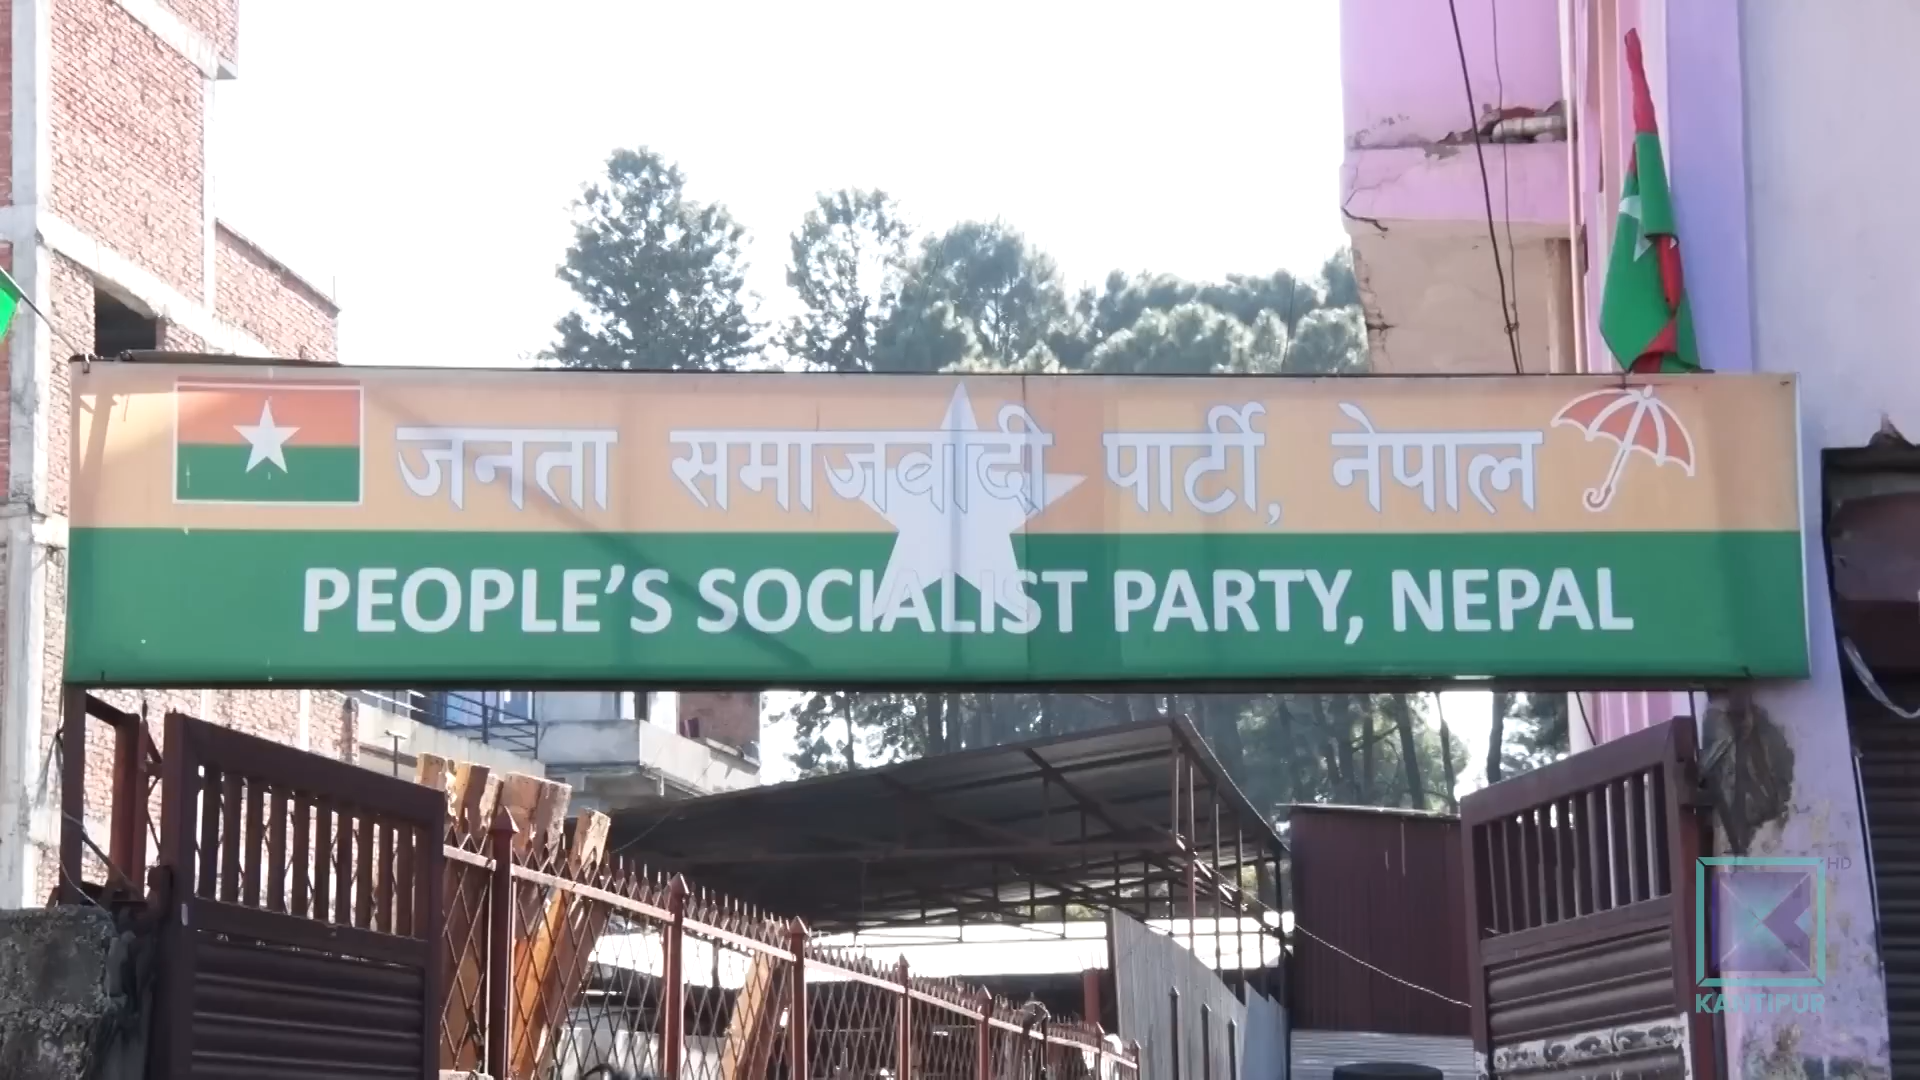 जनता समाजवादी पार्टी, नेपाल
PEOPLE'S SOCIALIST PARTY, NEPAL
HD
KANTIPUR